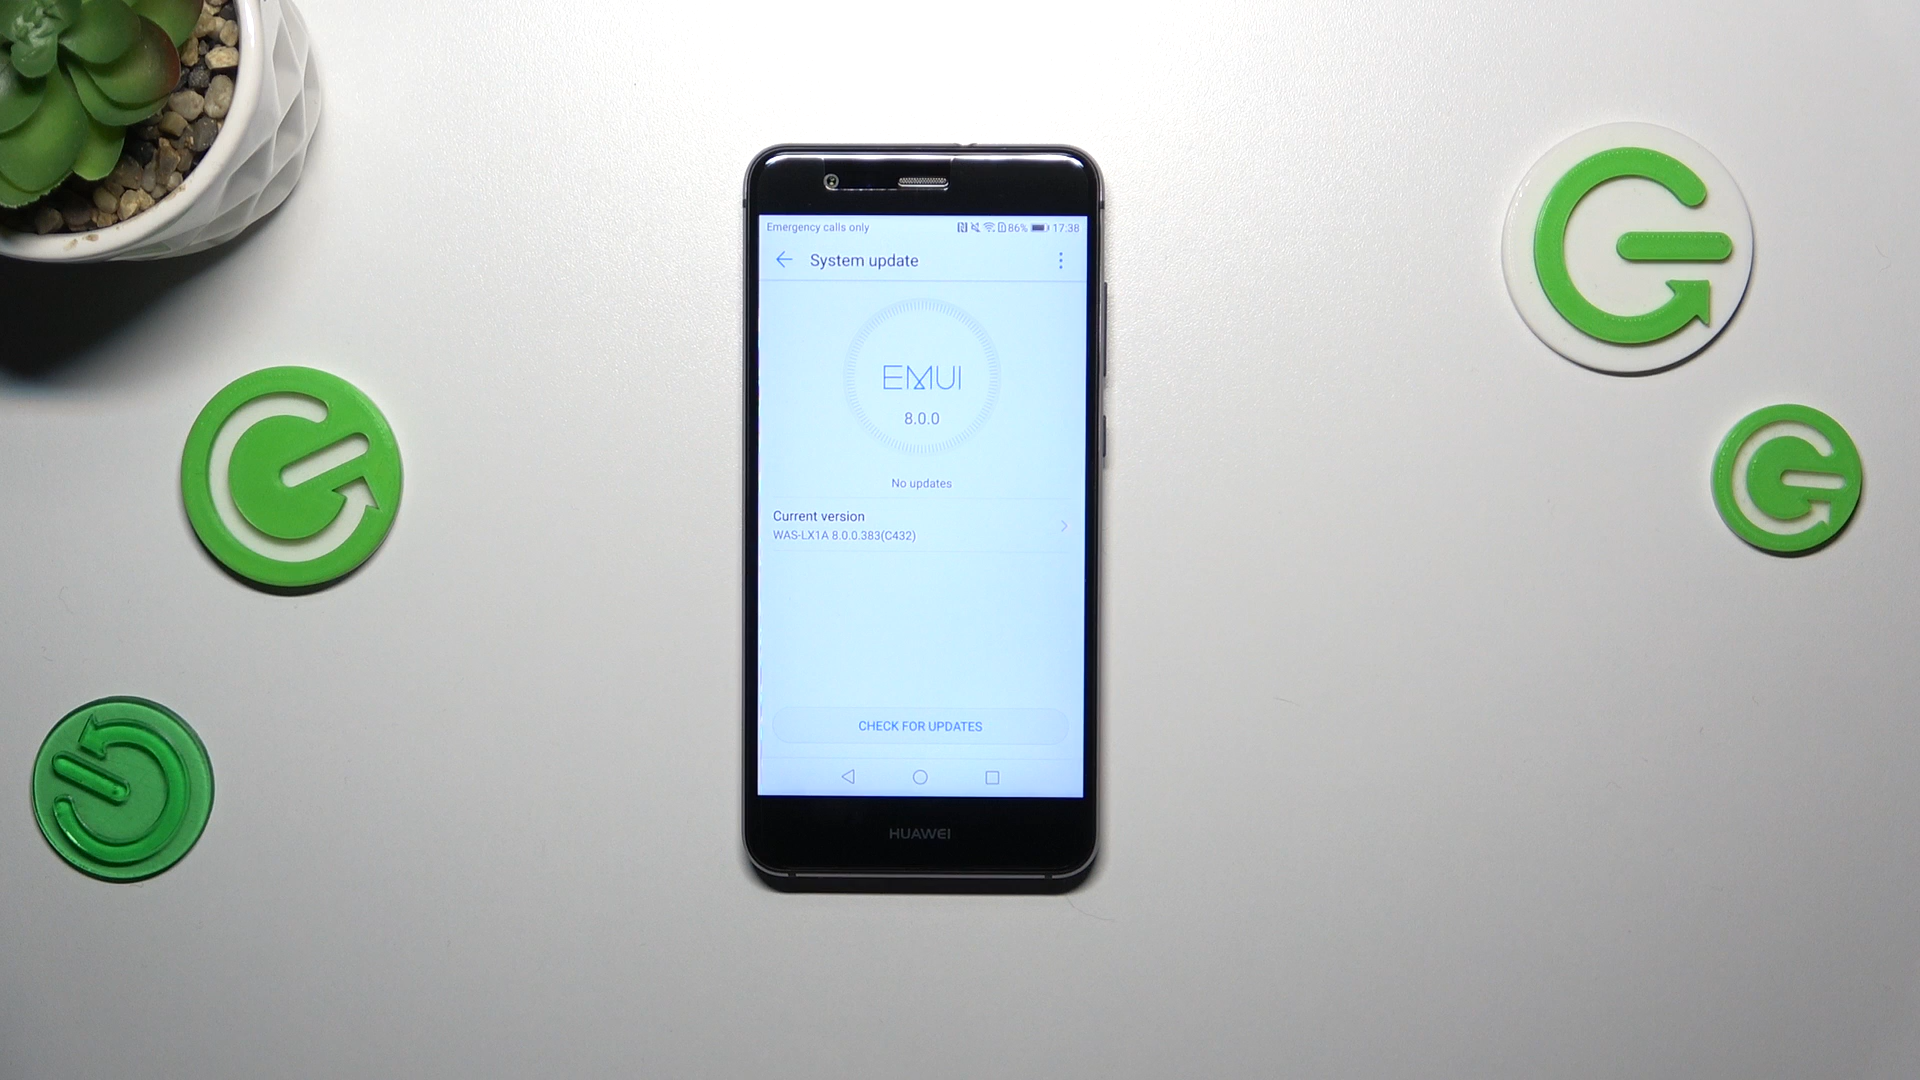 Emergency calls only 86% 17:38
System update
EMUI
8.0.0
No updates
Current version
WAS-LX1A 8.0.0.383(C432)
CHECK FOR UPDATES
HUAWEI